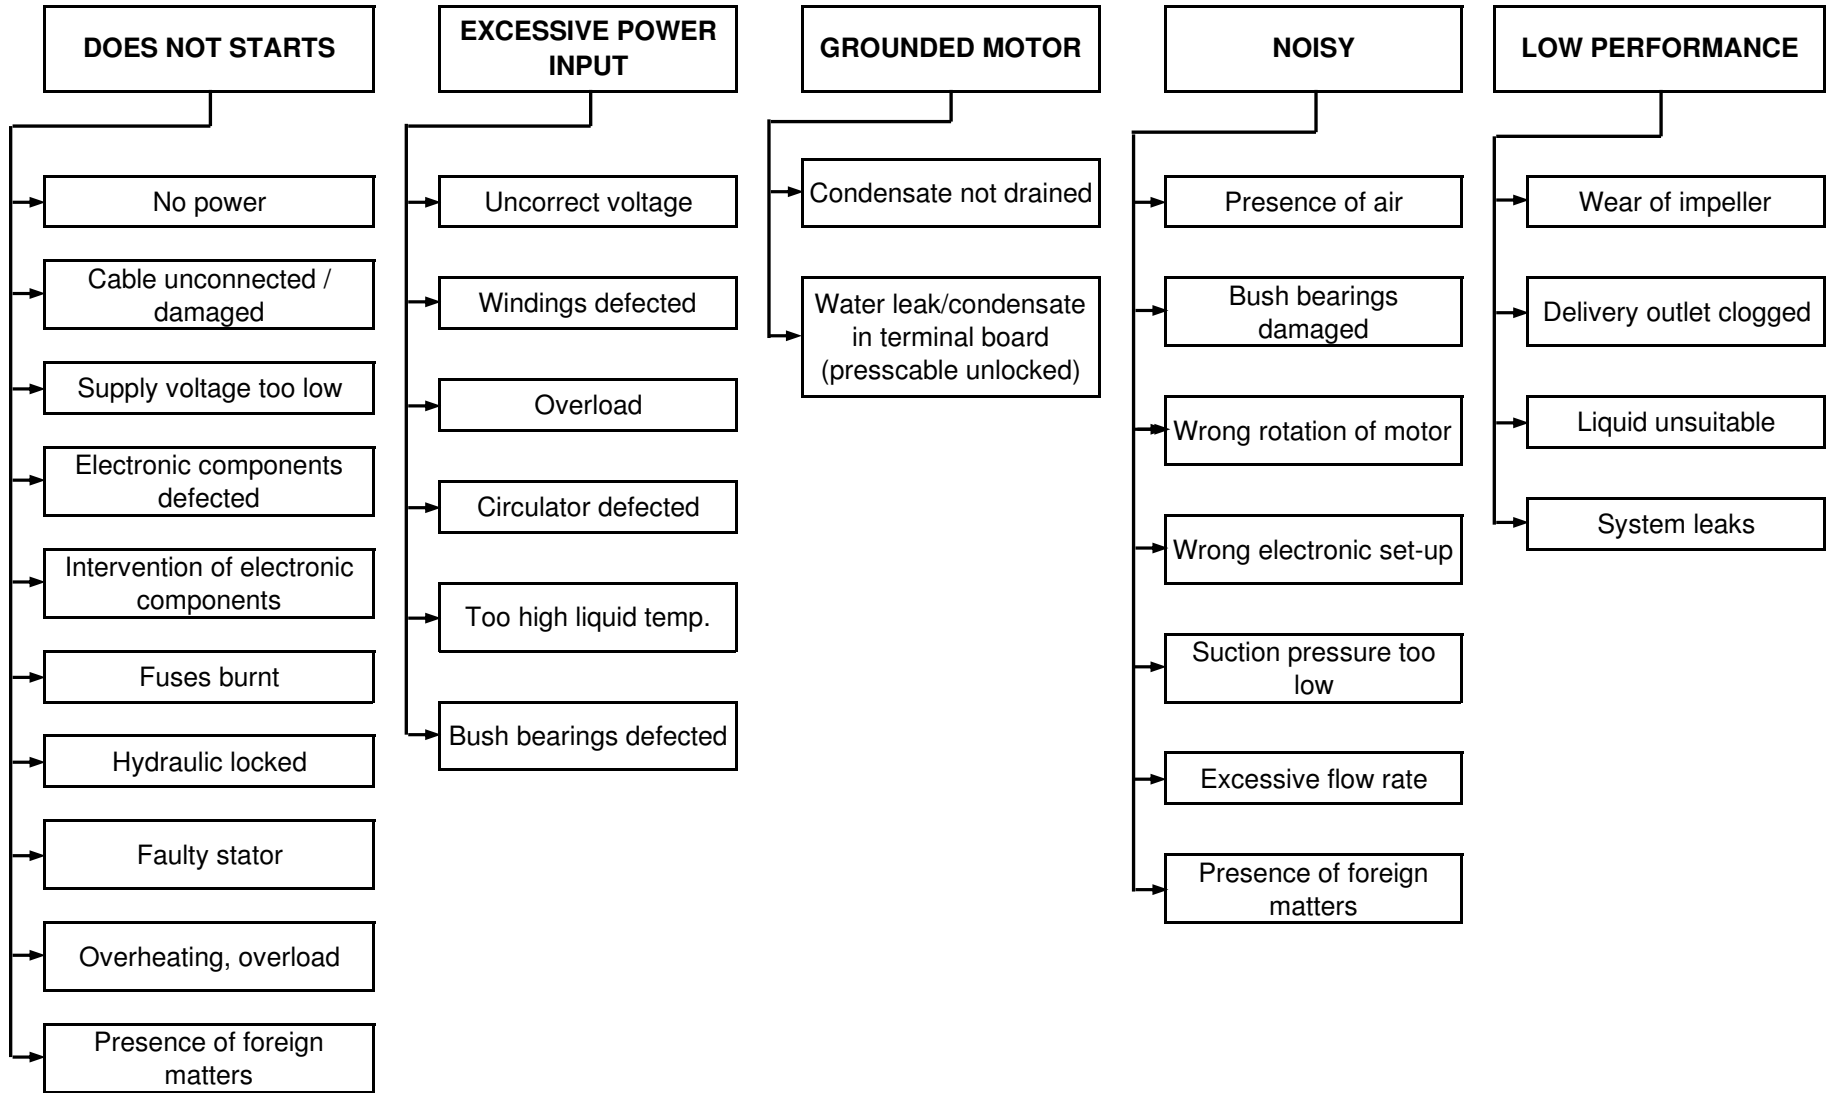 DOES NOT STARTS
No power
Cable unconnected /
damaged
Supply voltage too low
Electronic components
defected
Intervention of electronic
components
Fuses burnt
Hydraulic locked
Faulty stator
Overheating, overload
Presence of foreign
matters
EXCESSIVE POWER
INPUT
Uncorrect voltage
Windings defected
Overload
Circulator defected
Too high liquid temp.
Bush bearings defected
GROUNDED MOTOR
Condensate not drained
Water leak/condensate
in terminal board
(presscable unlocked)
NOISY
Presence of air
Bush bearings
damaged
Wrong rotation of motor
Wrong electronic set-up
Suction pressure too
low
Excessive flow rate
Presence of foreign
matters
LOW PERFORMANCE
Wear of impeller
Delivery outlet clogged
Liquid unsuitable
System leaks